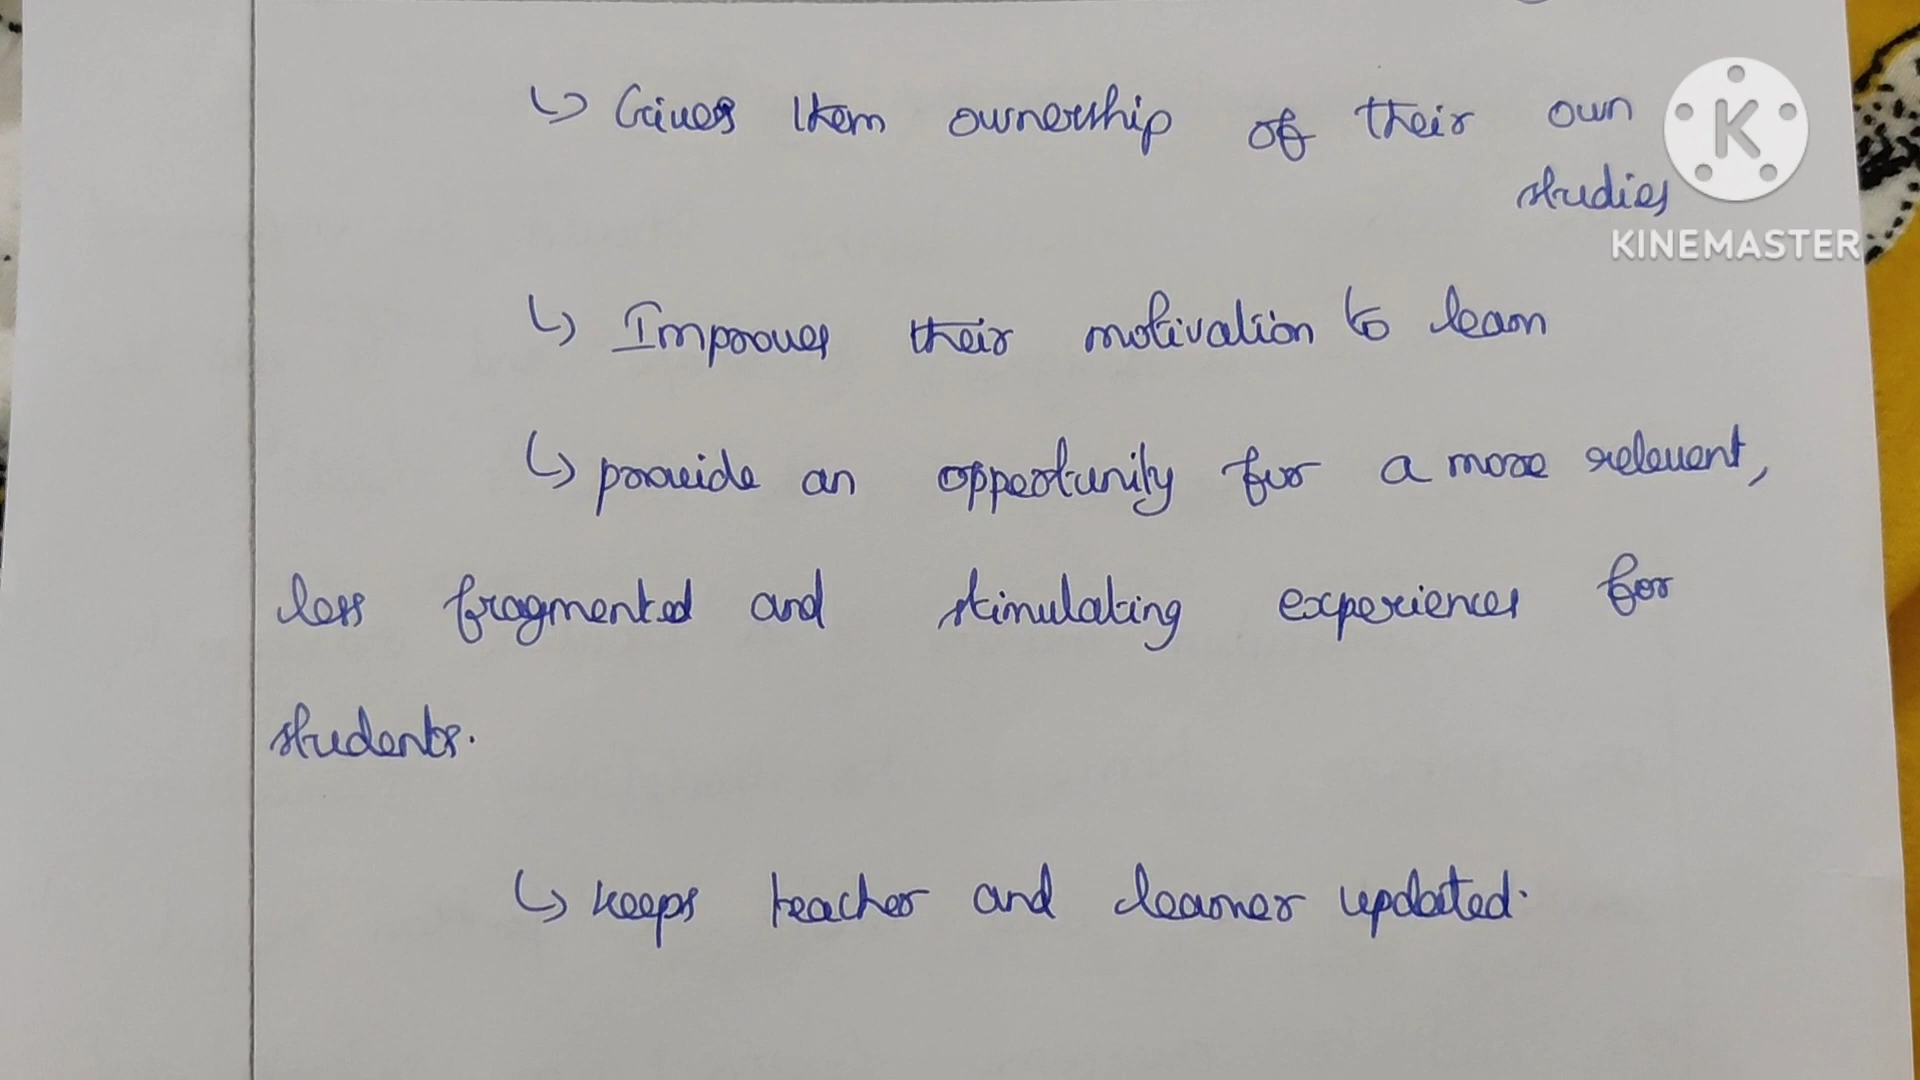 ↳ Gives them ownership of their own
studies
KINEMASTER
↳ Improves their motivation to learn
↳ provide an opportunity for a more relevant,
less fragmented and stimulating experiences for
students.
↳ keeps teacher and learner updated.